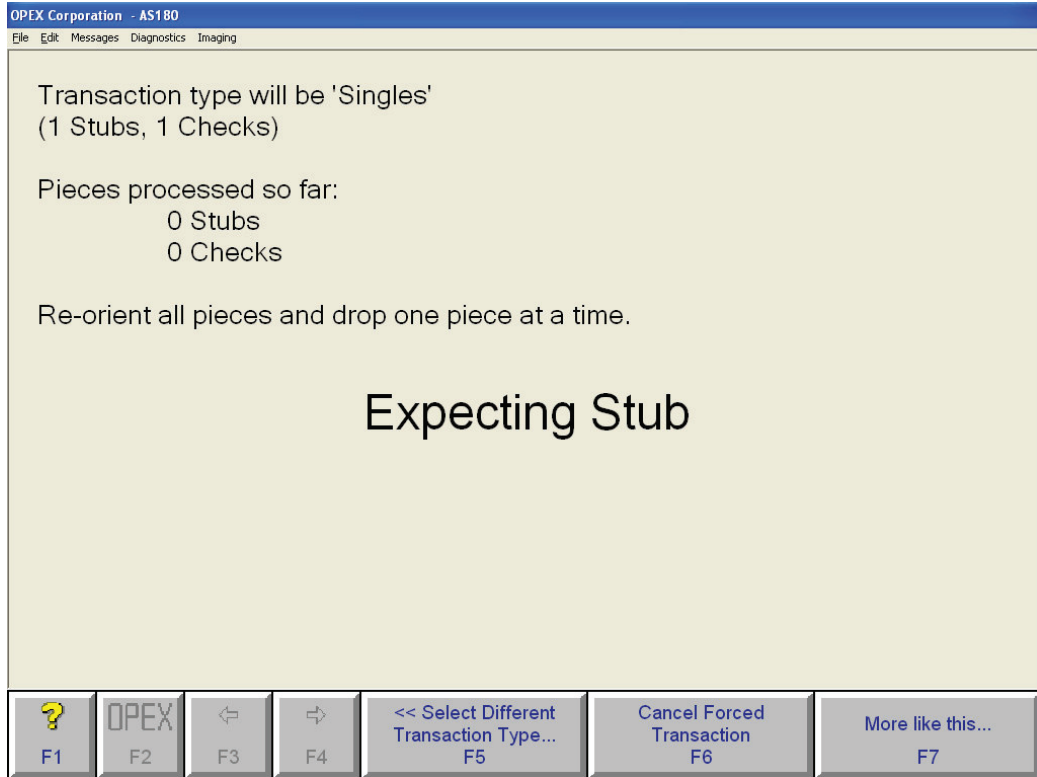 OPEX Corporation - AS180
File Edit Messages Diagnostics Imaging
Transaction type will be 'Singles'
(1 Stubs, 1 Checks)
Pieces processed so far:
0 Stubs
0 Checks
Re-orient all pieces and drop one piece at a time.
Expecting Stub
?
F1
OPEX
F2
F3
F4
<< Select Different
Transaction Type...
F5
Cancel Forced
Transaction
F6
More like this...
F7